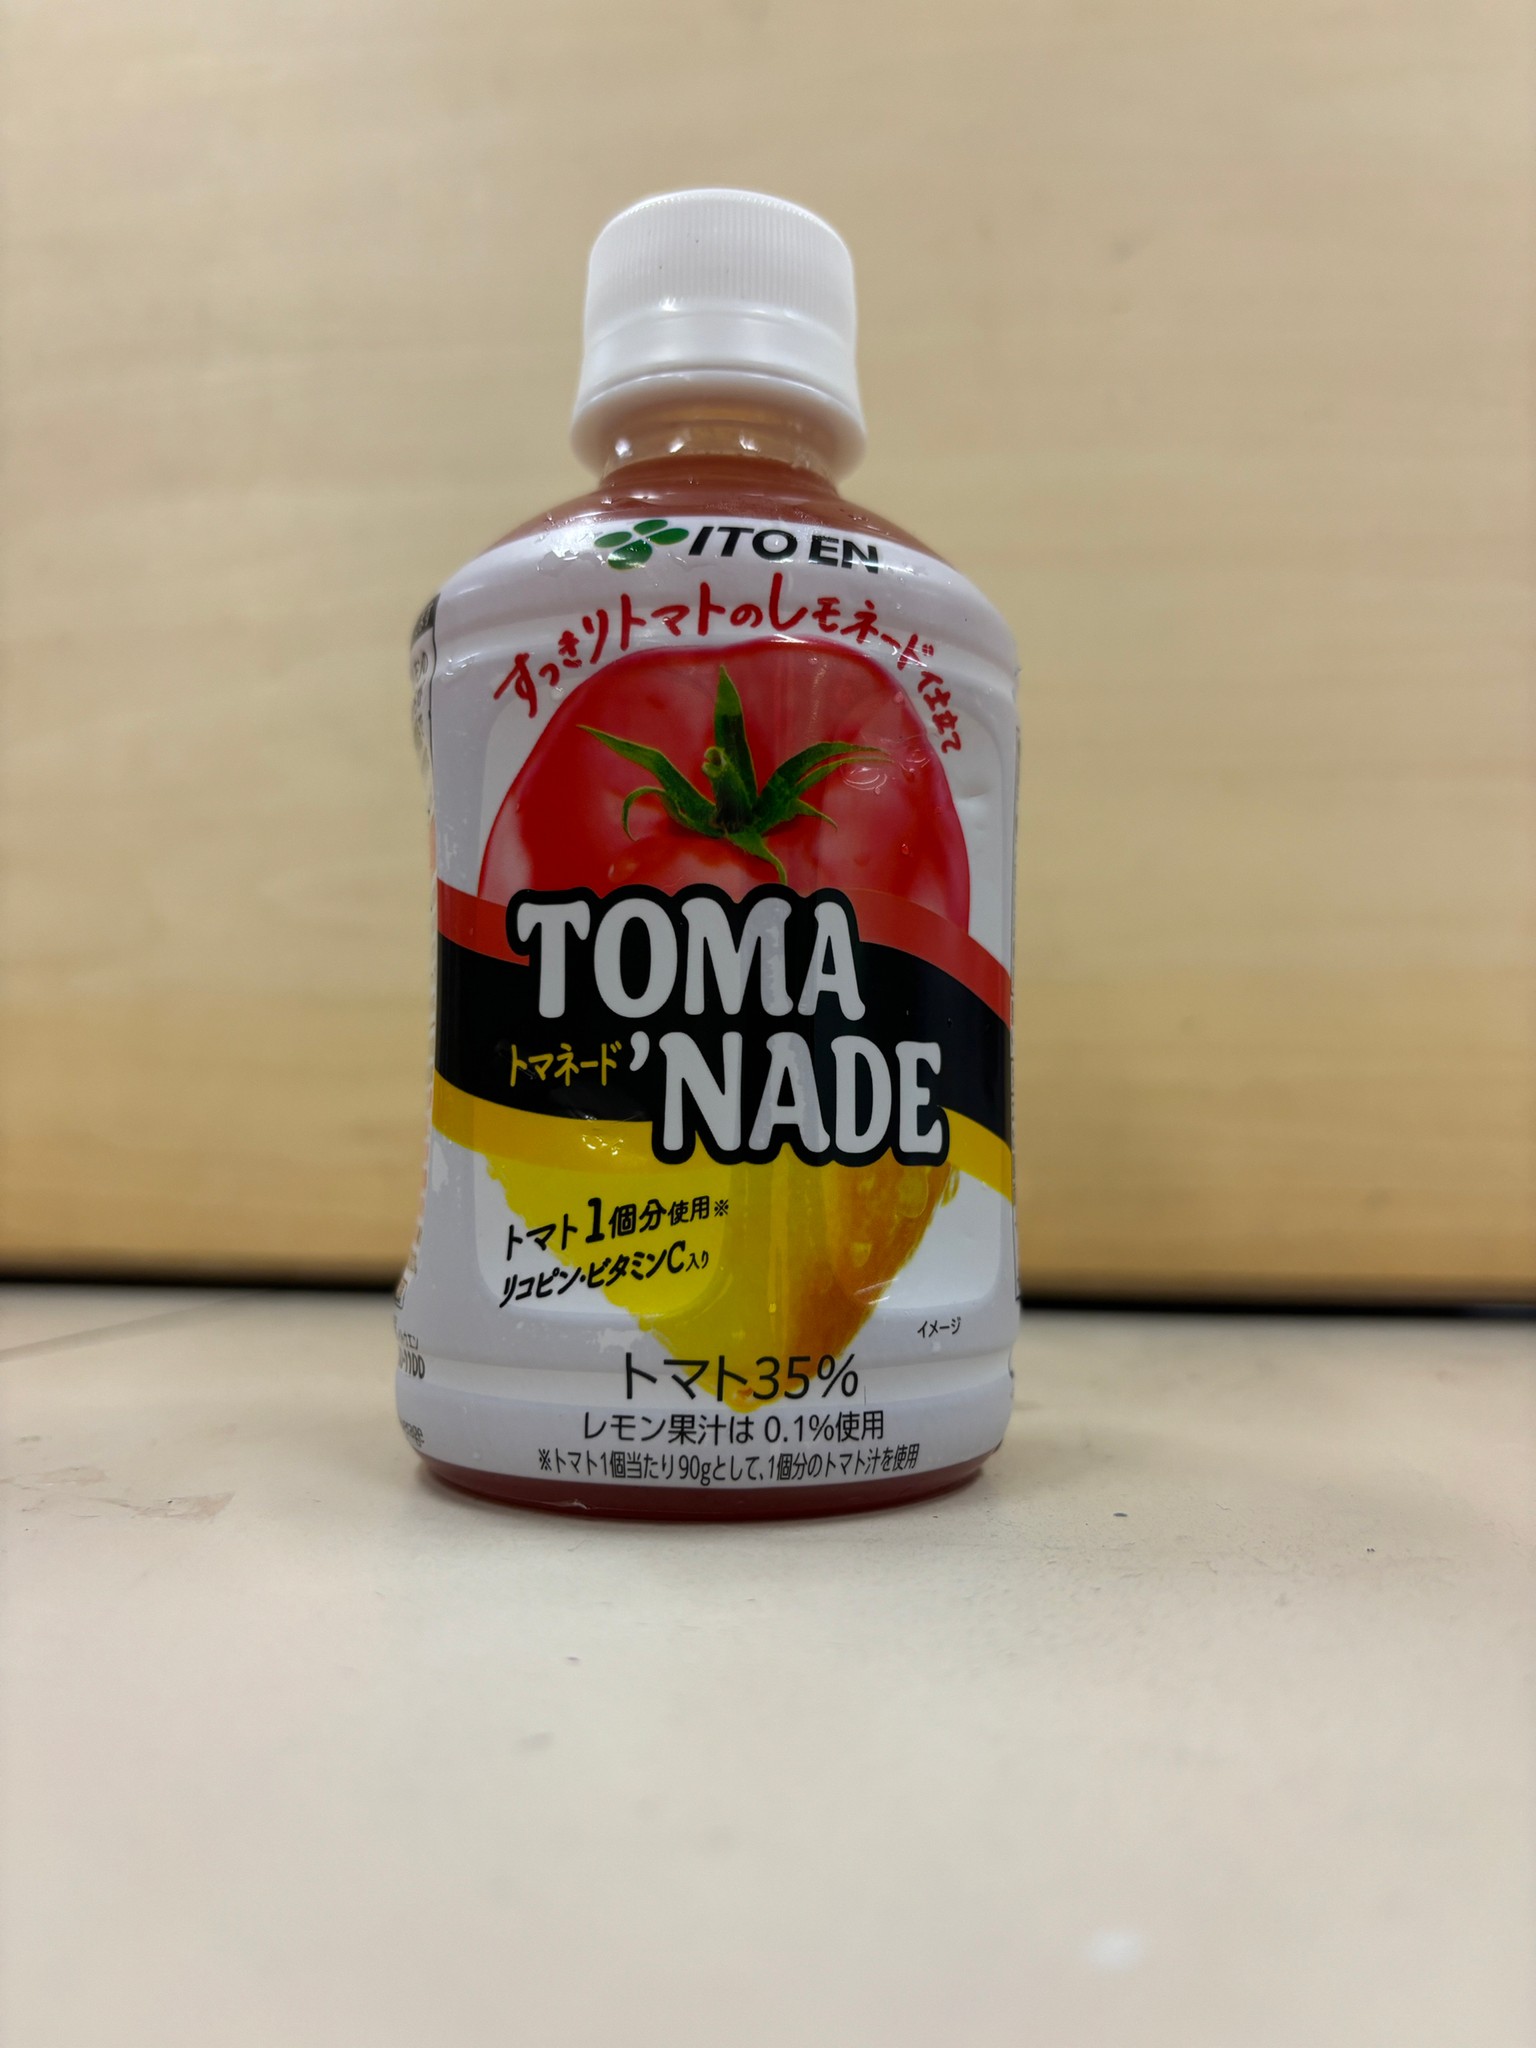 ITO EN
すっきりトマトのレモネード仕立て
TOMA
トマネード 'NADE
トマト1個分使用※
リコピン・ビタミンC入り
イメージ
トマト35%
レモン果汁は 0.1%使用
※トマト1個当たり90gとして、1個分のトマト汁を使用